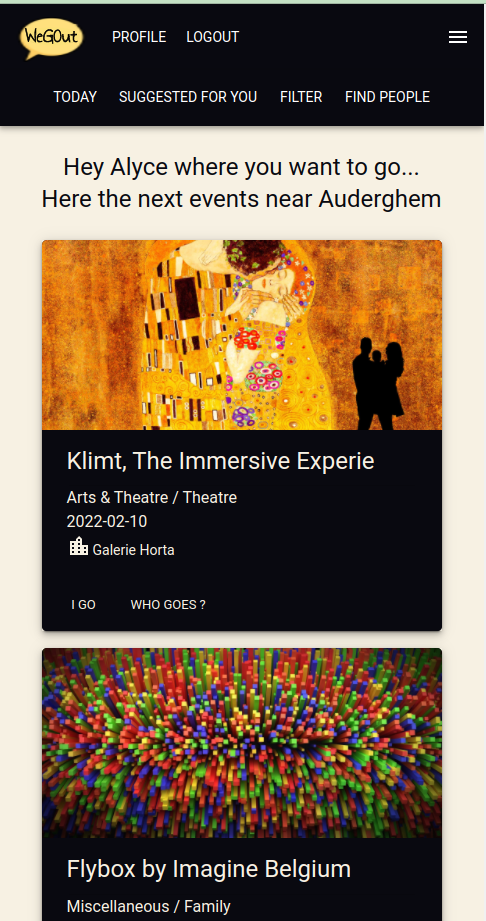 WeGOut PROFILE LOGOUT
TODAY SUGGESTED FOR YOU FILTER FIND PEOPLE
Hey Alyce where you want to go...
Here the next events near Auderghem
Klimt, The Immersive Experie
Arts & Theatre / Theatre
2022-02-10
Galerie Horta
I GO WHO GOES ?
Flybox by Imagine Belgium
Miscellaneous / Family